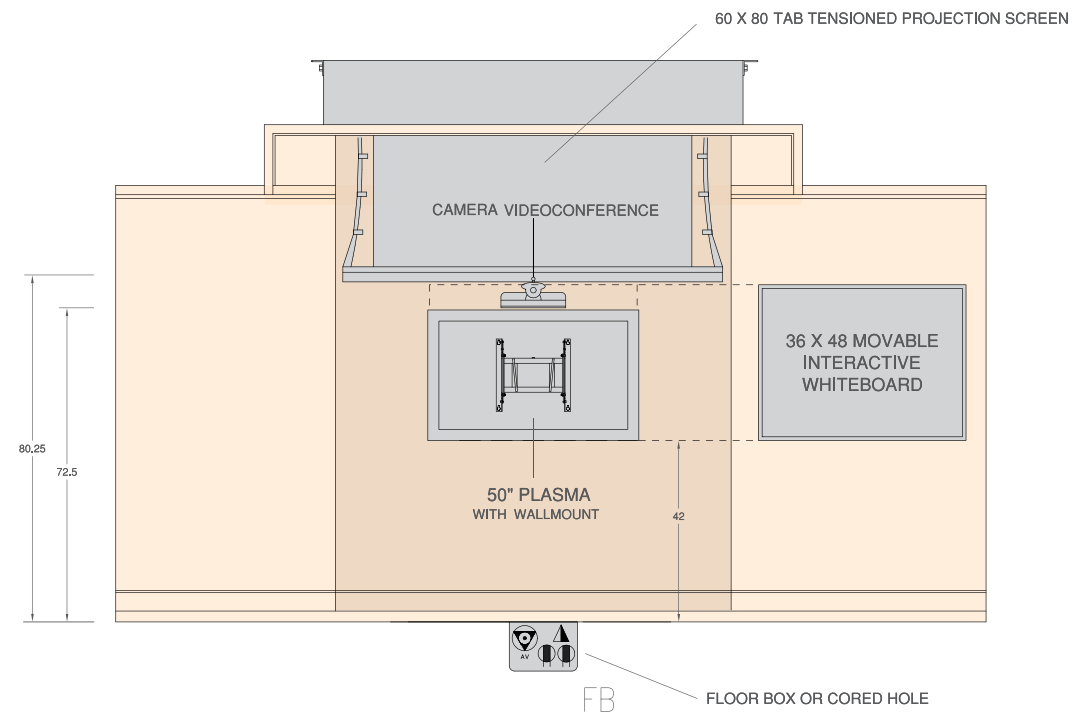 60 X 80 TAB TENSIONED PROJECTION SCREEN
CAMERA VIDEOCONFERENCE
36 X 48 MOVABLE
INTERACTIVE
WHITEBOARD
80.25
72.5
50" PLASMA
WITH WALLMOUNT
42
AV
FB
FLOOR BOX OR CORED HOLE